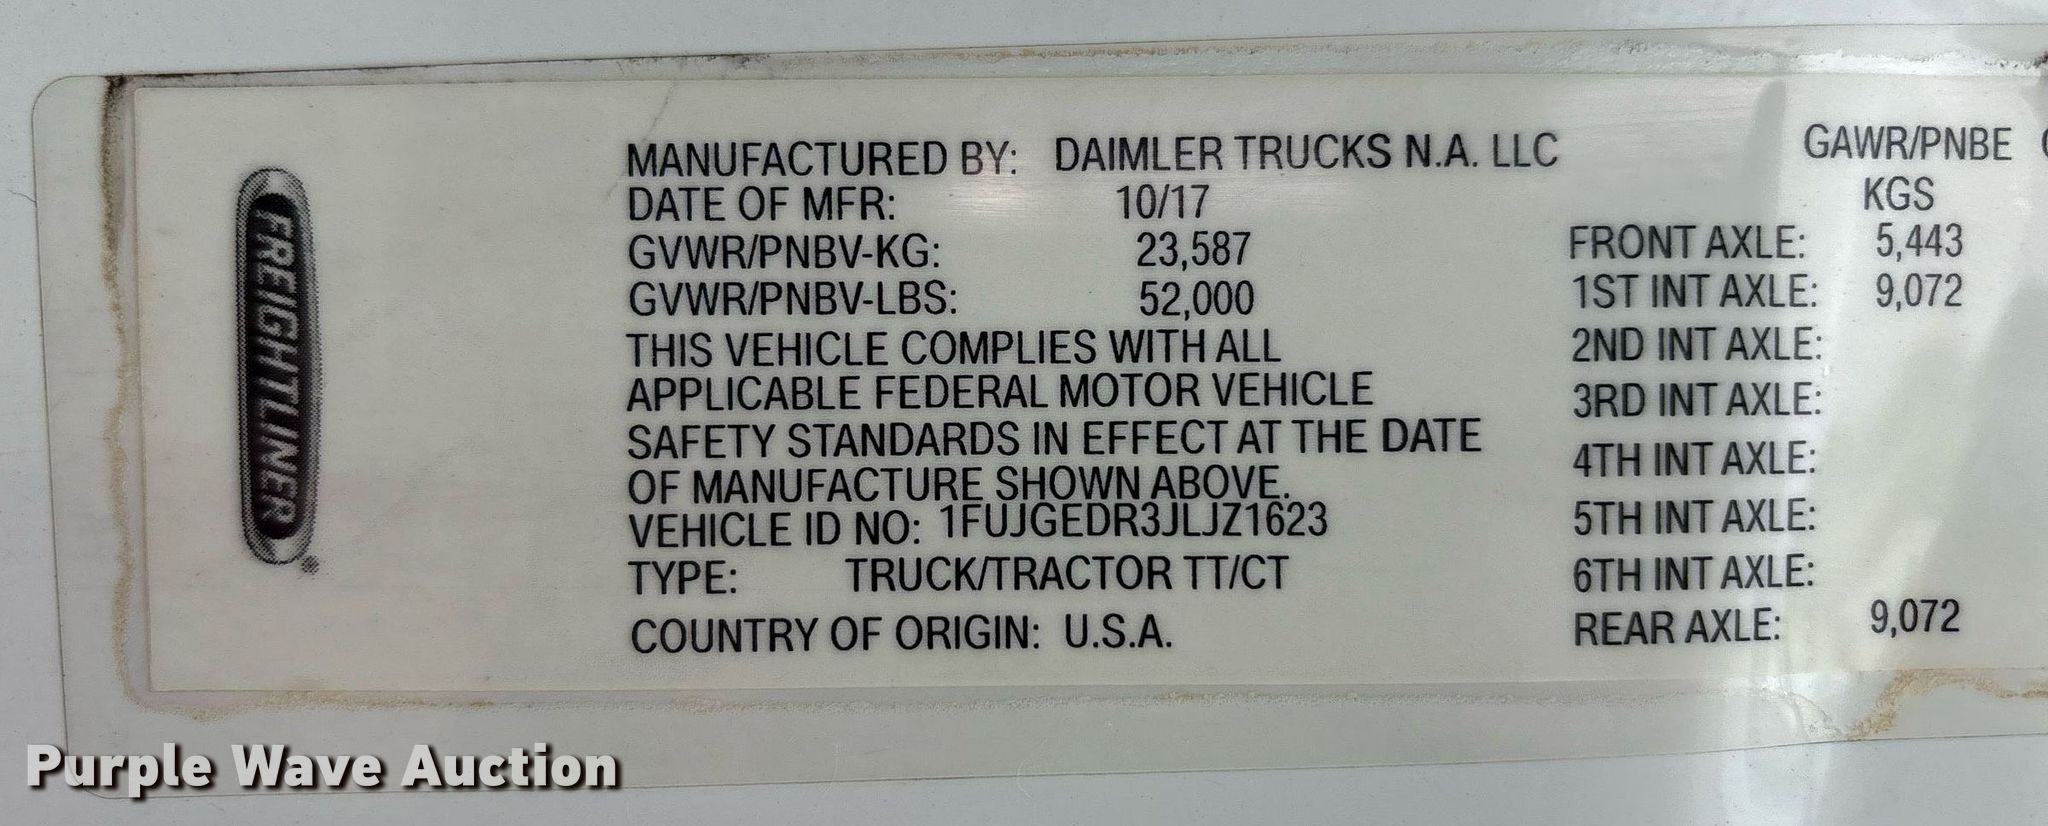 FREIGHTLINER
MANUFACTURED BY: DAIMLER TRUCKS N.A. LLC
DATE OF MFR: 10/17
GVWR/PNBV-KG: 23,587
GVWR/PNBV-LBS: 52,000
THIS VEHICLE COMPLIES WITH ALL
APPLICABLE FEDERAL MOTOR VEHICLE
SAFETY STANDARDS IN EFFECT AT THE DATE
OF MANUFACTURE SHOWN ABOVE.
VEHICLE ID NO: 1FUJGEDR3JLJZ1623
TYPE: TRUCK/TRACTOR TT/CT
COUNTRY OF ORIGIN: U.S.A.
GAWR/PNBE
KGS
FRONT AXLE: 5,443
1ST INT AXLE: 9,072
2ND INT AXLE:
3RD INT AXLE:
4TH INT AXLE:
5TH INT AXLE:
6TH INT AXLE:
REAR AXLE: 9,072
Purple Wave Auction